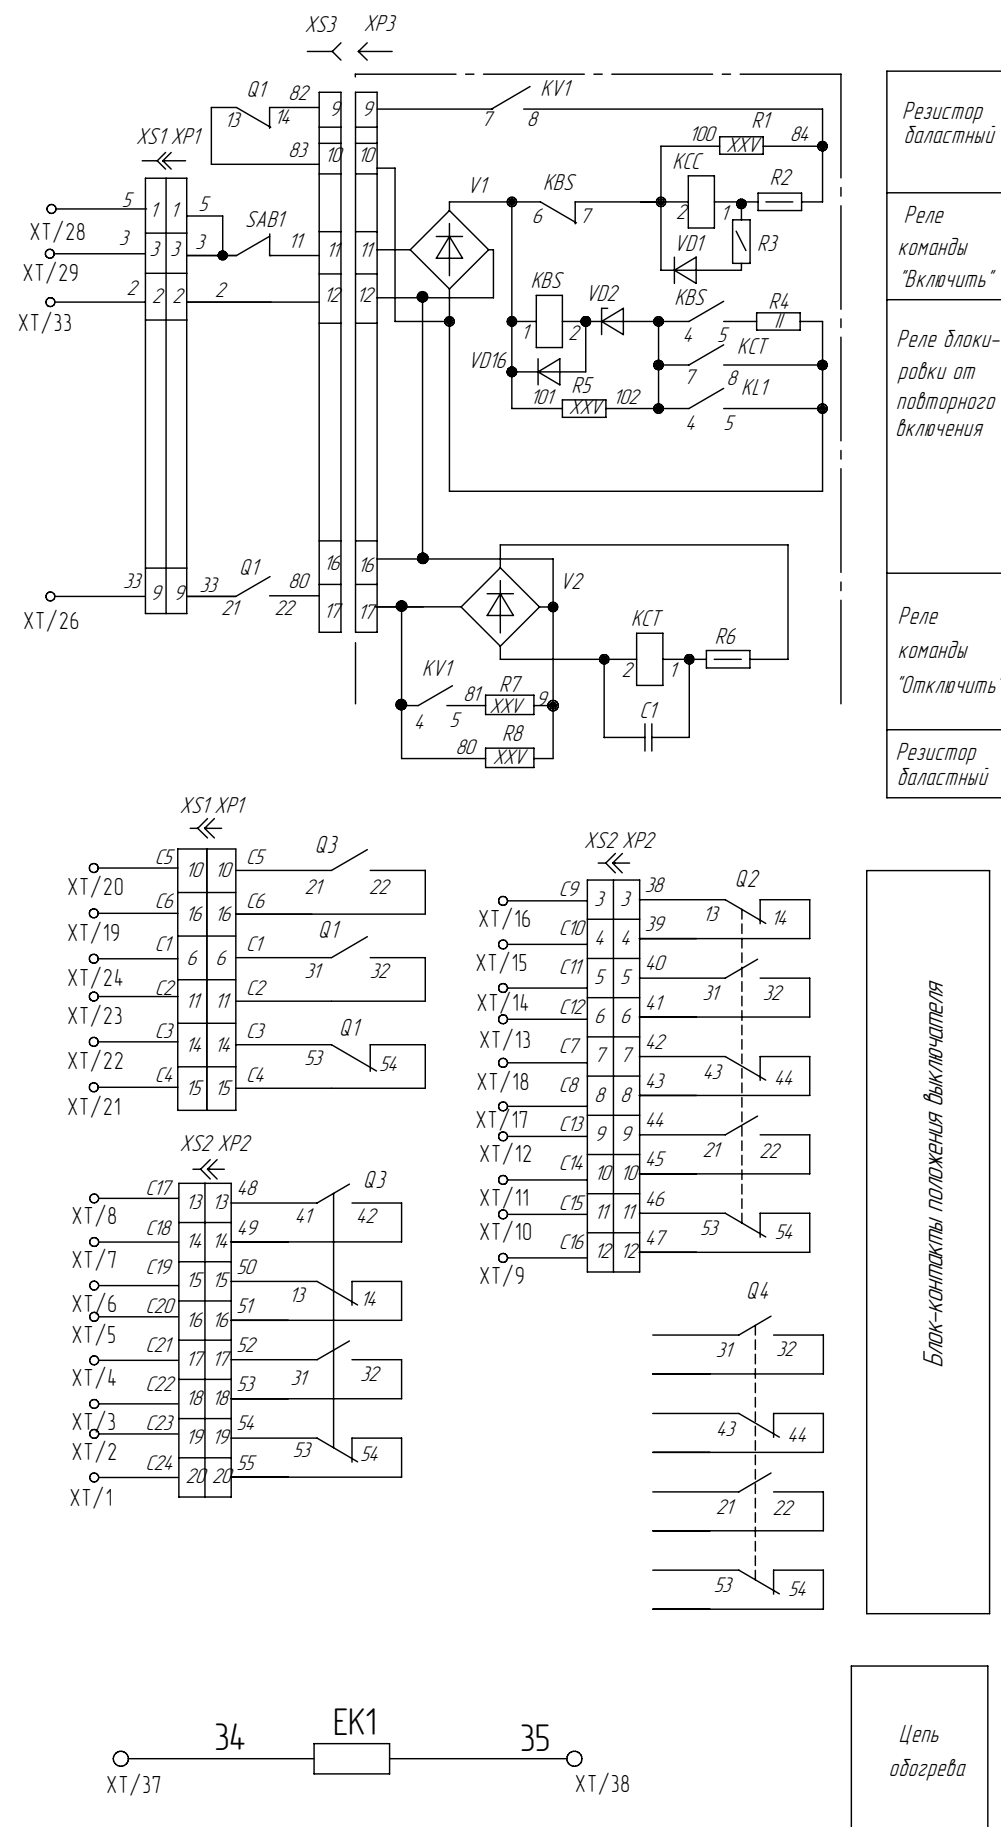 XS3 XP3
Q1 82 9 9 KV1
13 14 7 8
XS1 XP1 83 10 10 100 XXV R1 84
KCC
5 1 1 5 V1 KBS R2
XT/28 SAB1 6 7 2 1
3 3 3 3 11 11 11 VD1 R3
XT/29
2 2 2 2 12 12 KBS VD2 KBS R4
XT/33 1 2 4 5
VD16 R5 KCT
7 8 KL1
101 XXV 102
4 5
16 16
33 9 9 33 Q1 80 V2
XT/26 21 22 17 17 KCT R6
2 1
KV1 R7
4 5 81 XXV 9 C1
R8
80 XXV
Резистор
баластный
Реле
команды
"Включить"
Реле блоки-
ровки от
повторного
включения
Реле
команды
"Отключить"
Резистор
баластный
XS1 XP1
C5 10 10 C5 Q3
XT/20 21 22
C6 16 16 C6
XT/19
C1 6 6 C1 Q1
XT/24 31 32
C2 11 11 C2
XT/23
C3 14 14 C3 Q1
XT/22 53 54
C4 15 15 C4
XT/21
XS2 XP2
C17 13 13 48 Q3
XT/8 41 42
C18 14 14 49
XT/7
C19 15 15 50
XT/6 13 14
C20 16 16 51
XT/5
C21 17 17 52
XT/4 31 32
C22 18 18 53
XT/3
C23 19 19 54
XT/2 53 54
C24 20 20 55
XT/1
XS2 XP2
C9 3 3 38 Q2
XT/16 13 14
C10 4 4 39
XT/15
C11 5 5 40
XT/14 31 32
C12 6 6 41
XT/13
C7 7 7 42
XT/18 43 44
C8 8 8 43
XT/17
C13 9 9 44
XT/12 21 22
C14 10 10 45
XT/11
C15 11 11 46
XT/10 53 54
C16 12 12 47
XT/9
Q4
31 32
43 44
21 22
53 54
Блок-контакты положения выключателя
34 EK1 35
XT/37 XT/38
Цепь
обогрева